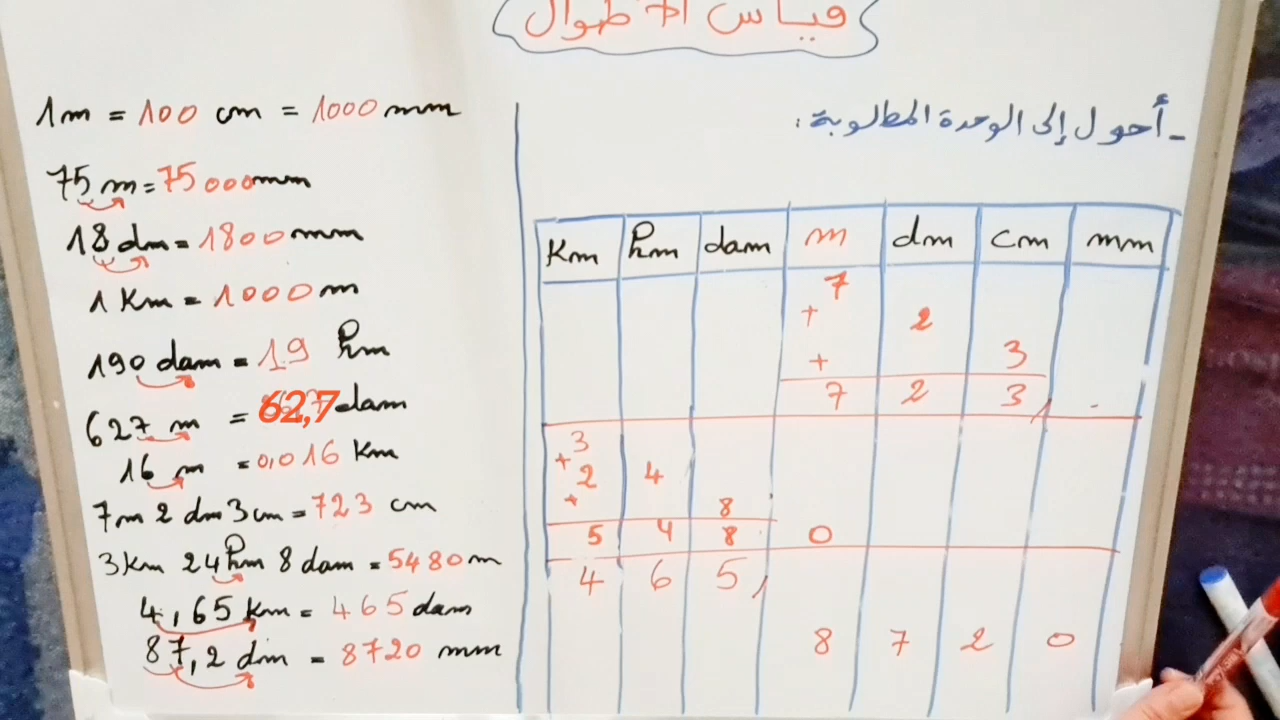 قياس الأطوال
- أحول إلى الوحدة المطلوبة :
1m = 100 cm = 1000 mm
75 m = 75 000 mm
18 dm = 1800 mm
1 Km = 1000 m
190 dam = 19 hm
627 m = 62,7 dam
16 m = 0,016 Km
7m 2 dm 3cm = 723 cm
3Km 24 hm 8 dam = 5480 m
4,65 Km = 465 dam
87,2 dm = 8720 mm
Km hm dam m dm cm mm
7
+ 2
+ 3
7 2 3,
3
+ 2 4
+ 8
5 4 8 0
4 6 5,
8 7 2 0